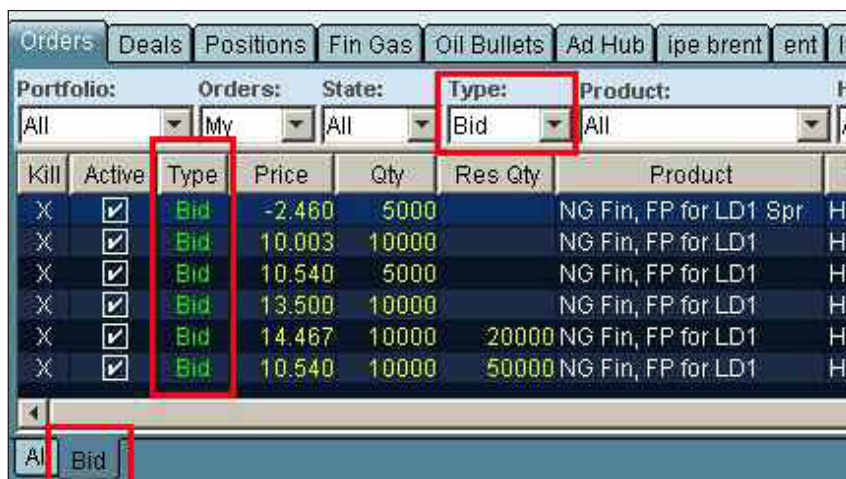 Orders Deals Positions Fin Gas Oil Bullets Ad Hub ipe brent ent
Portfolio: Orders: State: Type: Product:
All My All Bid All
Kill Active Type Price Qty Res Qty Product
X Bid -2.460 5000 NG Fin, FP for LD1 Spr H
X Bid 10.003 10000 NG Fin, FP for LD1 H
X Bid 10.540 5000 NG Fin, FP for LD1 H
X Bid 13.500 10000 NG Fin, FP for LD1 H
X Bid 14.467 10000 20000 NG Fin, FP for LD1 H
X Bid 10.540 10000 50000 NG Fin, FP for LD1 H
Al Bid